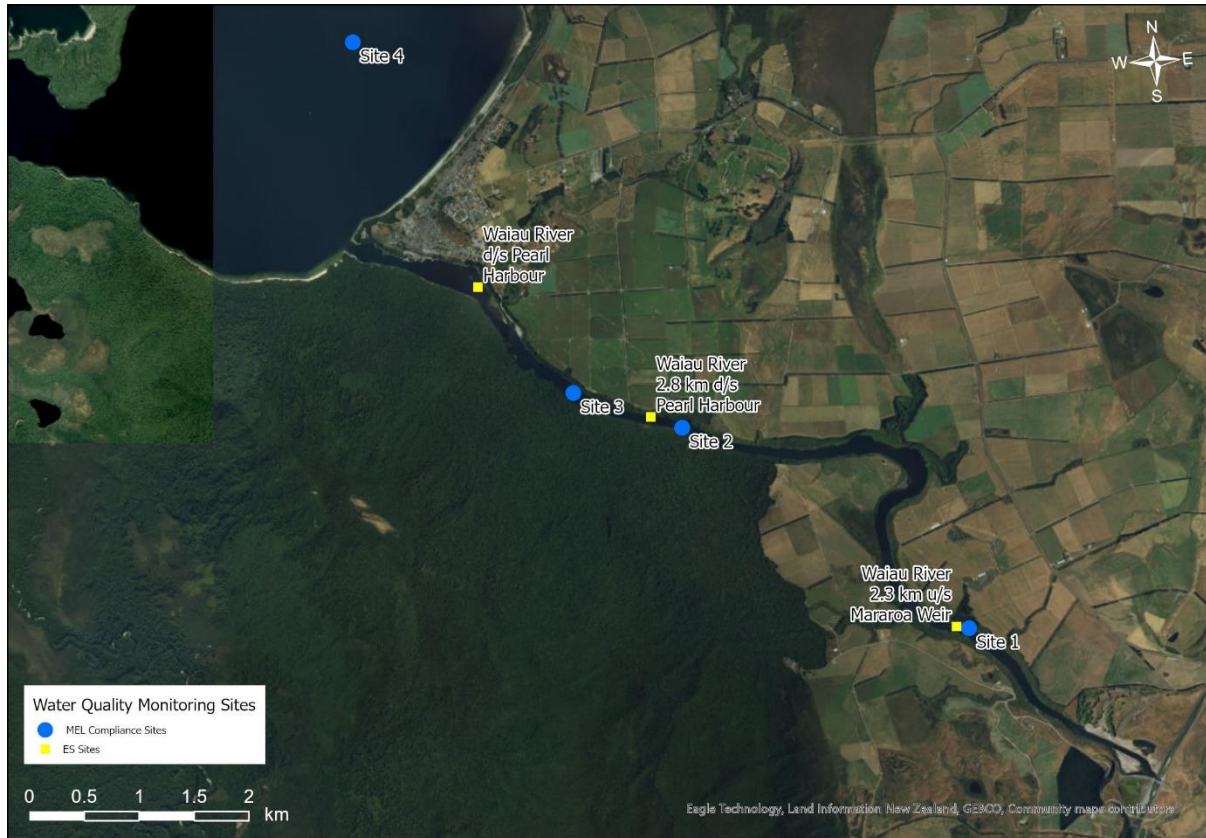 Site 4
N
W
E
S
Waiau River
d/s Pearl
Harbour
Waiau River
2.8 km d/s
Pearl Harbour
Site 3
Site 2
Waiau River
2.3 km u/s
Mararoa Weir
Site 1
Water Quality Monitoring Sites
MEL Compliance Sites
ES Sites
0 0.5 1 1.5 2
km
Eagle Technology, Land Information New Zealand, GEBCO, Community maps contributors